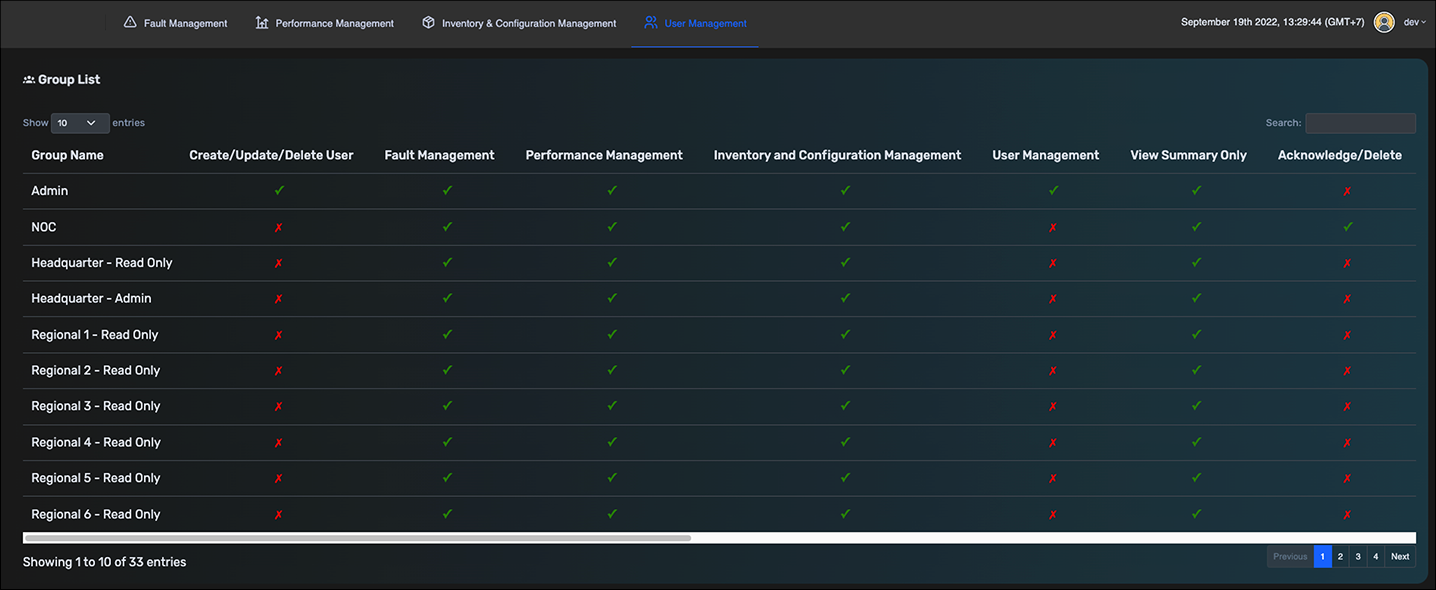 Fault Management Performance Management Inventory & Configuration Management User Management September 19th 2022, 13:29:44 (GMT+7) dev
Group List
Show 10 entries Search:
Group Name Create/Update/Delete User Fault Management Performance Management Inventory and Configuration Management User Management View Summary Only Acknowledge/Delete
Admin ✓ ✓ ✓ ✓ ✓ ✓ ✗
NOC ✗ ✓ ✓ ✓ ✗ ✓ ✓
Headquarter - Read Only ✗ ✓ ✓ ✓ ✗ ✓ ✗
Headquarter - Admin ✗ ✓ ✓ ✓ ✗ ✓ ✗
Regional 1 - Read Only ✗ ✓ ✓ ✓ ✗ ✓ ✗
Regional 2 - Read Only ✗ ✓ ✓ ✓ ✗ ✓ ✗
Regional 3 - Read Only ✗ ✓ ✓ ✓ ✗ ✓ ✗
Regional 4 - Read Only ✗ ✓ ✓ ✓ ✗ ✓ ✗
Regional 5 - Read Only ✗ ✓ ✓ ✓ ✗ ✓ ✗
Regional 6 - Read Only ✗ ✓ ✓ ✓ ✗ ✓ ✗
Showing 1 to 10 of 33 entries Previous 1 2 3 4 Next